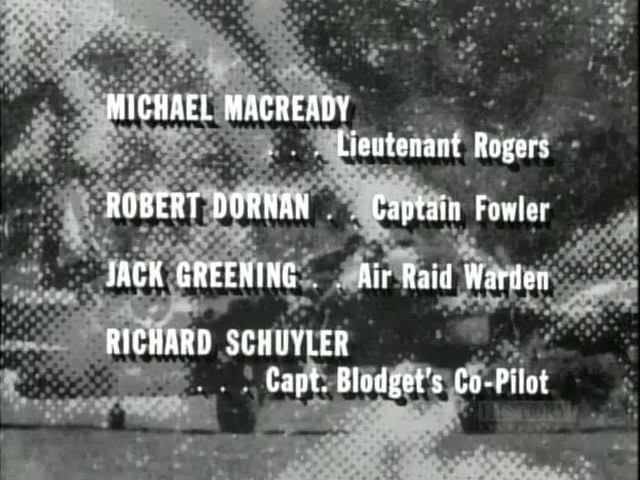 MICHAEL MACREADY
. . . Lieutenant Rogers
ROBERT DORNAN . . Captain Fowler
JACK GREENING . . Air Raid Warden
RICHARD SCHUYLER
. . . Capt. Blodget's Co-Pilot
HISTORY